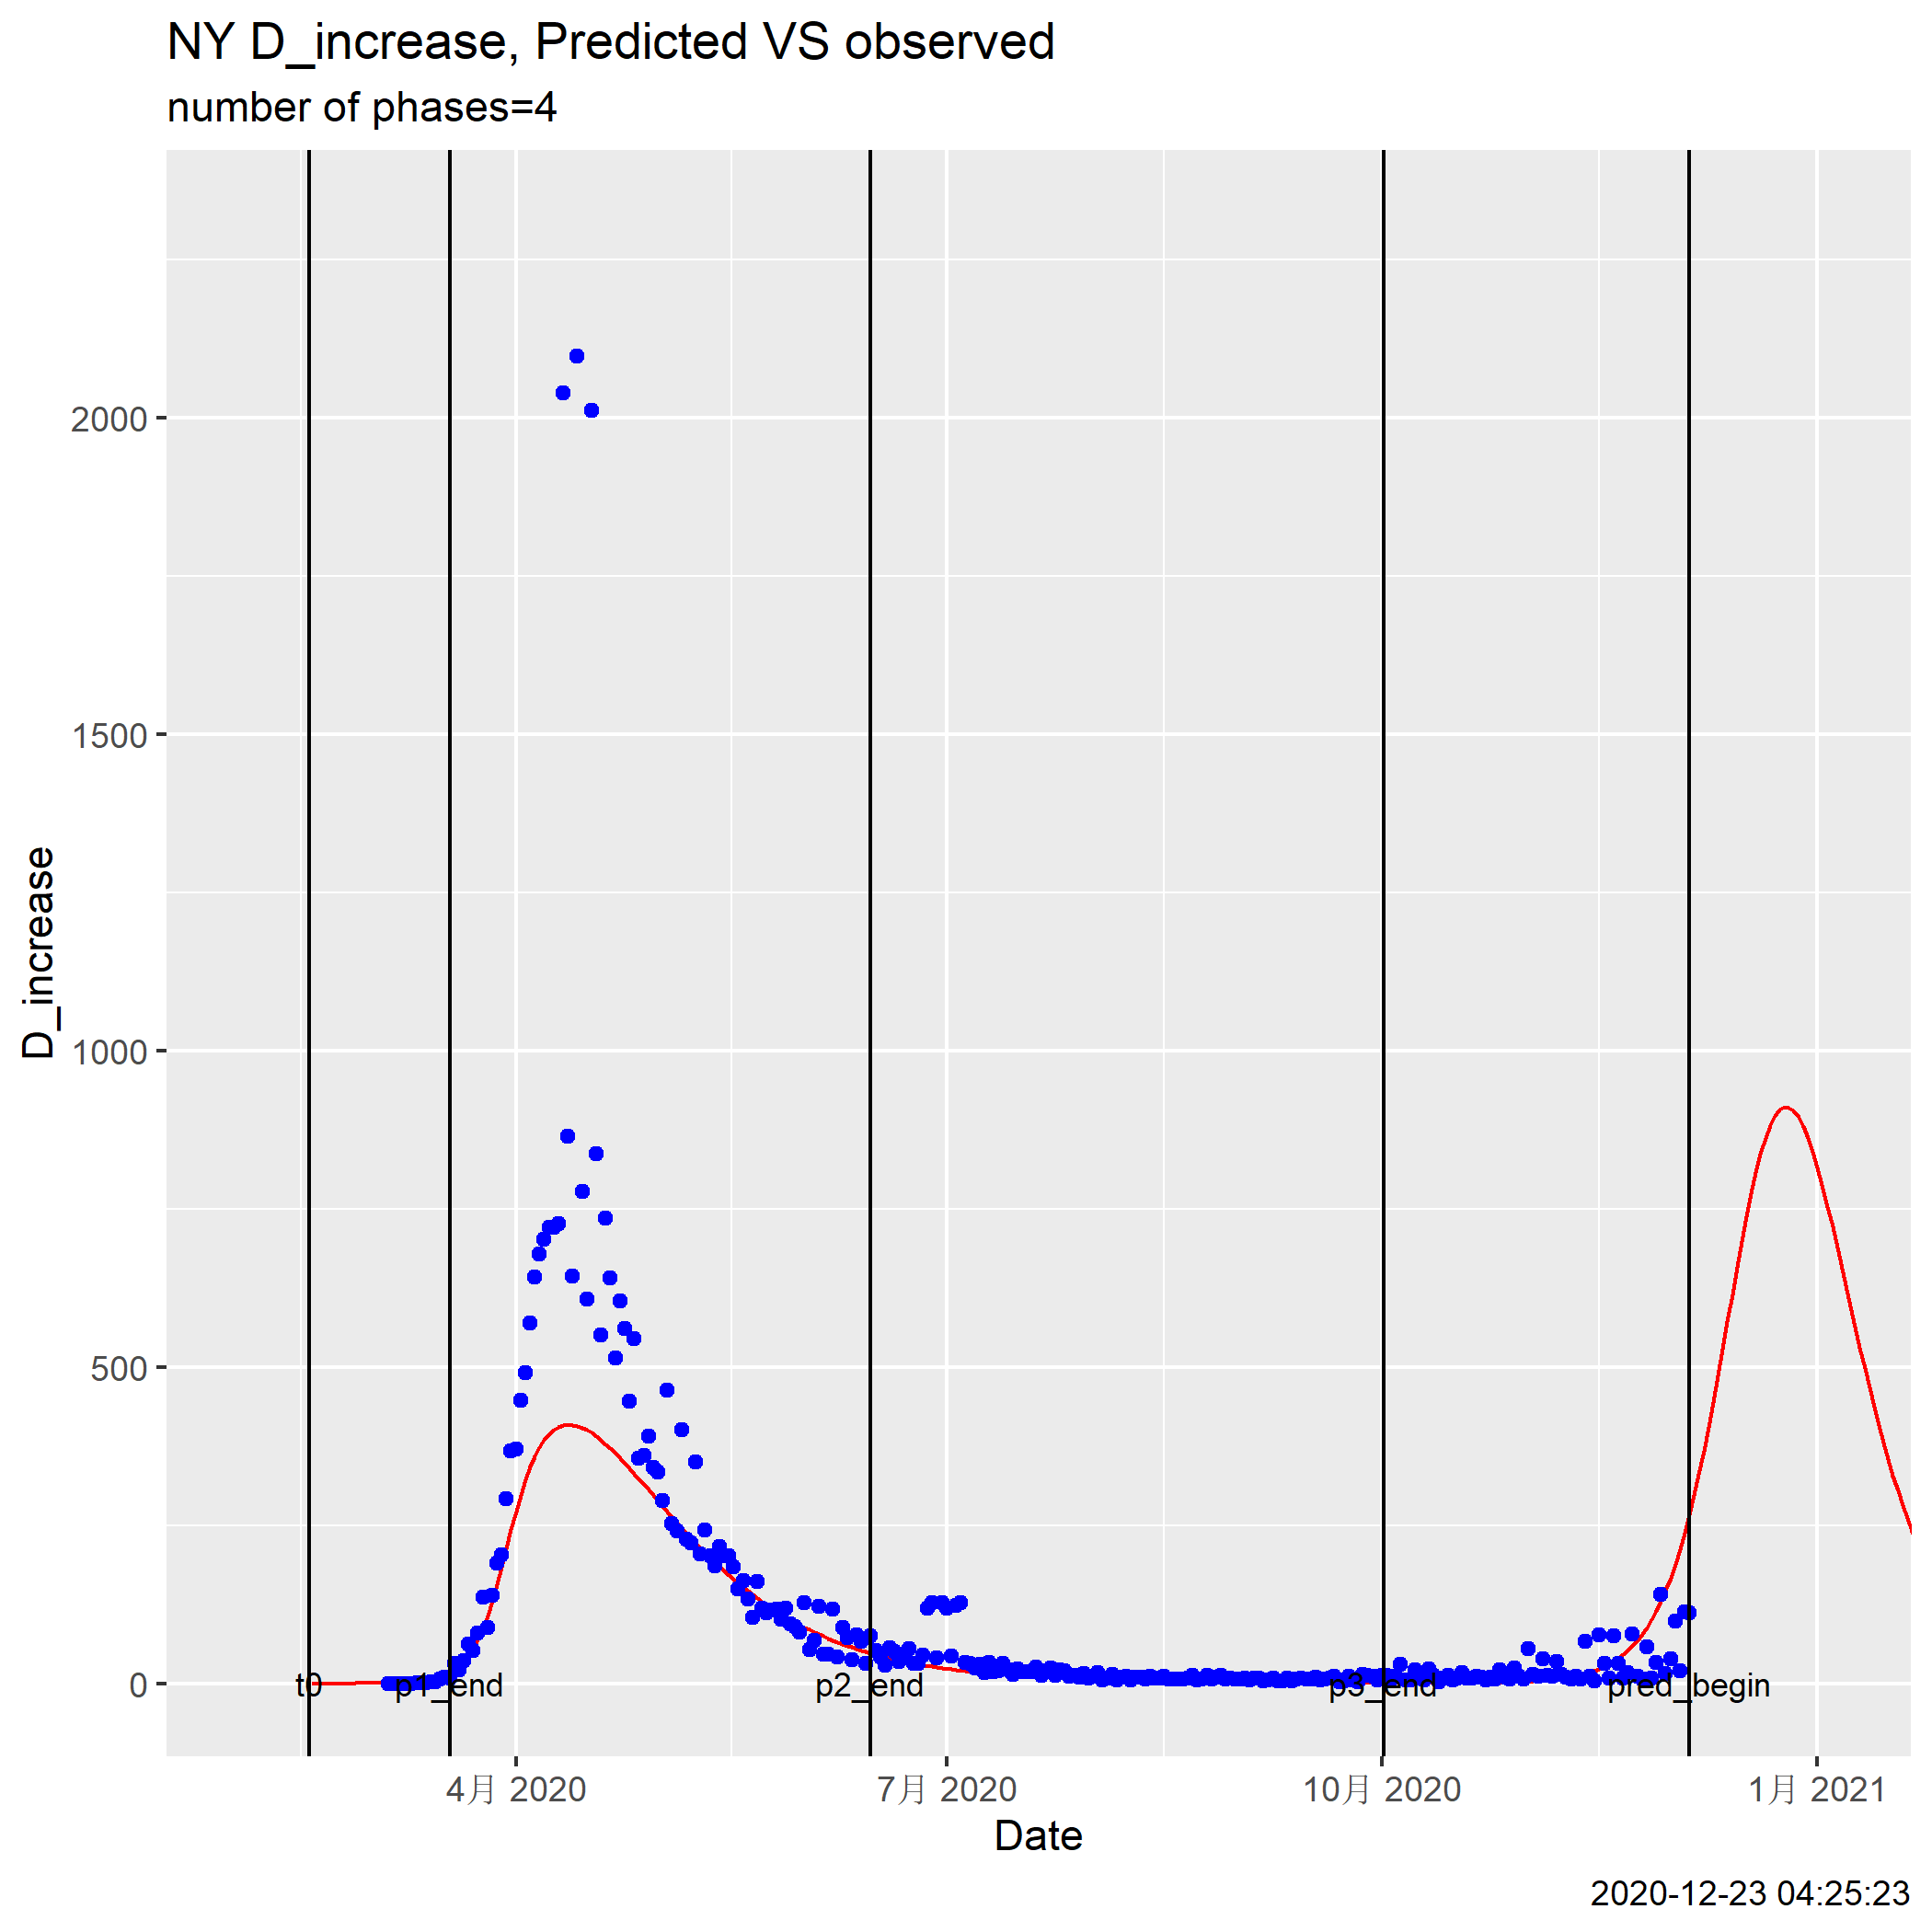 NY D_increase, Predicted VS observed
number of phases=4
D_increase
2000
1500
1000
500
0
t0
p1_end
p2_end
p3_end
pred_begin
4月 2020
7月 2020
10月 2020
1月 2021
Date
2020-12-23 04:25:23